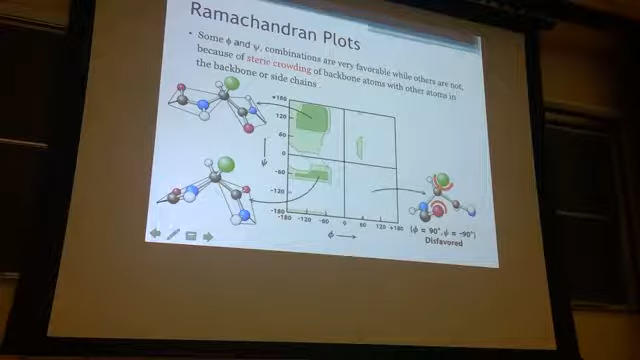 Ramachandran Plots
• Some ϕ and ψ, combinations are very favorable while others are not,
because of steric crowding of backbone atoms with other atoms in
the backbone or side chains
+180
120
60
0
-60
-120
-180
ψ
-180 -120 -60 0 60 120 +180
ϕ
(ϕ = 90°, ψ = -90°)
Disfavored